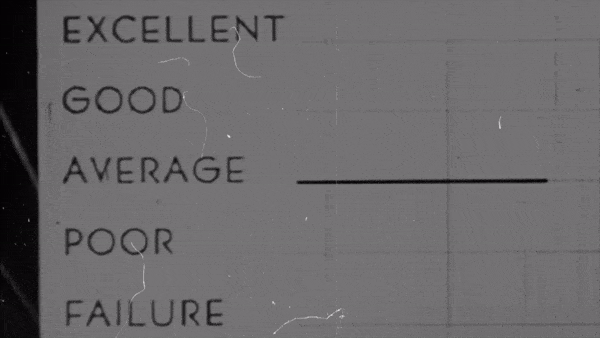 EXCELLENT
GOOD
AVERAGE
POOR
FAILURE